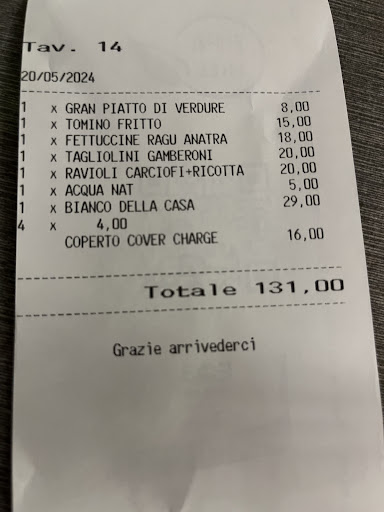 Tav. 14
20/05/2024
1 x GRAN PIATTO DI VERDURE 8,00
1 x TOMINO FRITTO 15,00
1 x FETTUCCINE RAGU ANATRA 18,00
1 x TAGLIOLINI GAMBERONI 20,00
1 x RAVIOLI CARCIOFI+RICOTTA 20,00
1 x ACQUA NAT 5,00
1 x BIANCO DELLA CASA 29,00
4 x 4,00
COPERTO COVER CHARGE 16,00
Totale 131,00
Grazie arrivederci